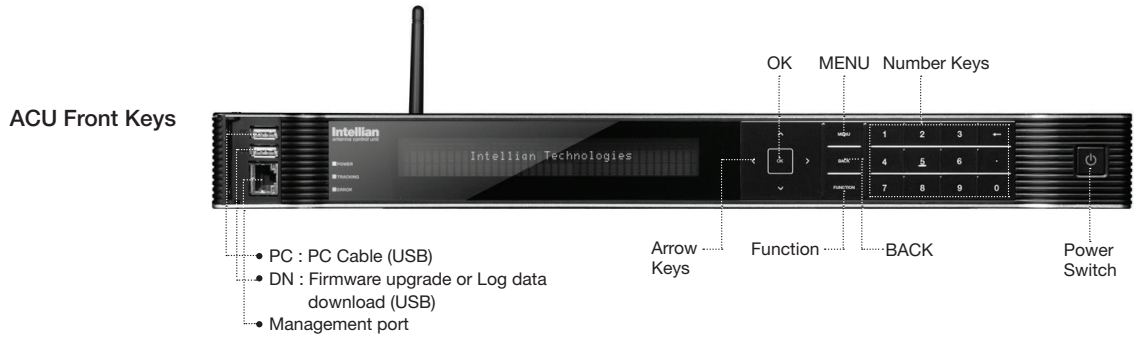 OK MENU Number Keys
ACU Front Keys
Intellian
antenna control unit
POWER
TRACKING
ERROR
Intellian Technologies
OK
MENU
BACK
FUNCTION
1 2 3 ←
4 5 6 .
7 8 9 0
Arrow
Keys
Function
BACK
Power
Switch
• PC : PC Cable (USB)
• DN : Firmware upgrade or Log data
download (USB)
• Management port